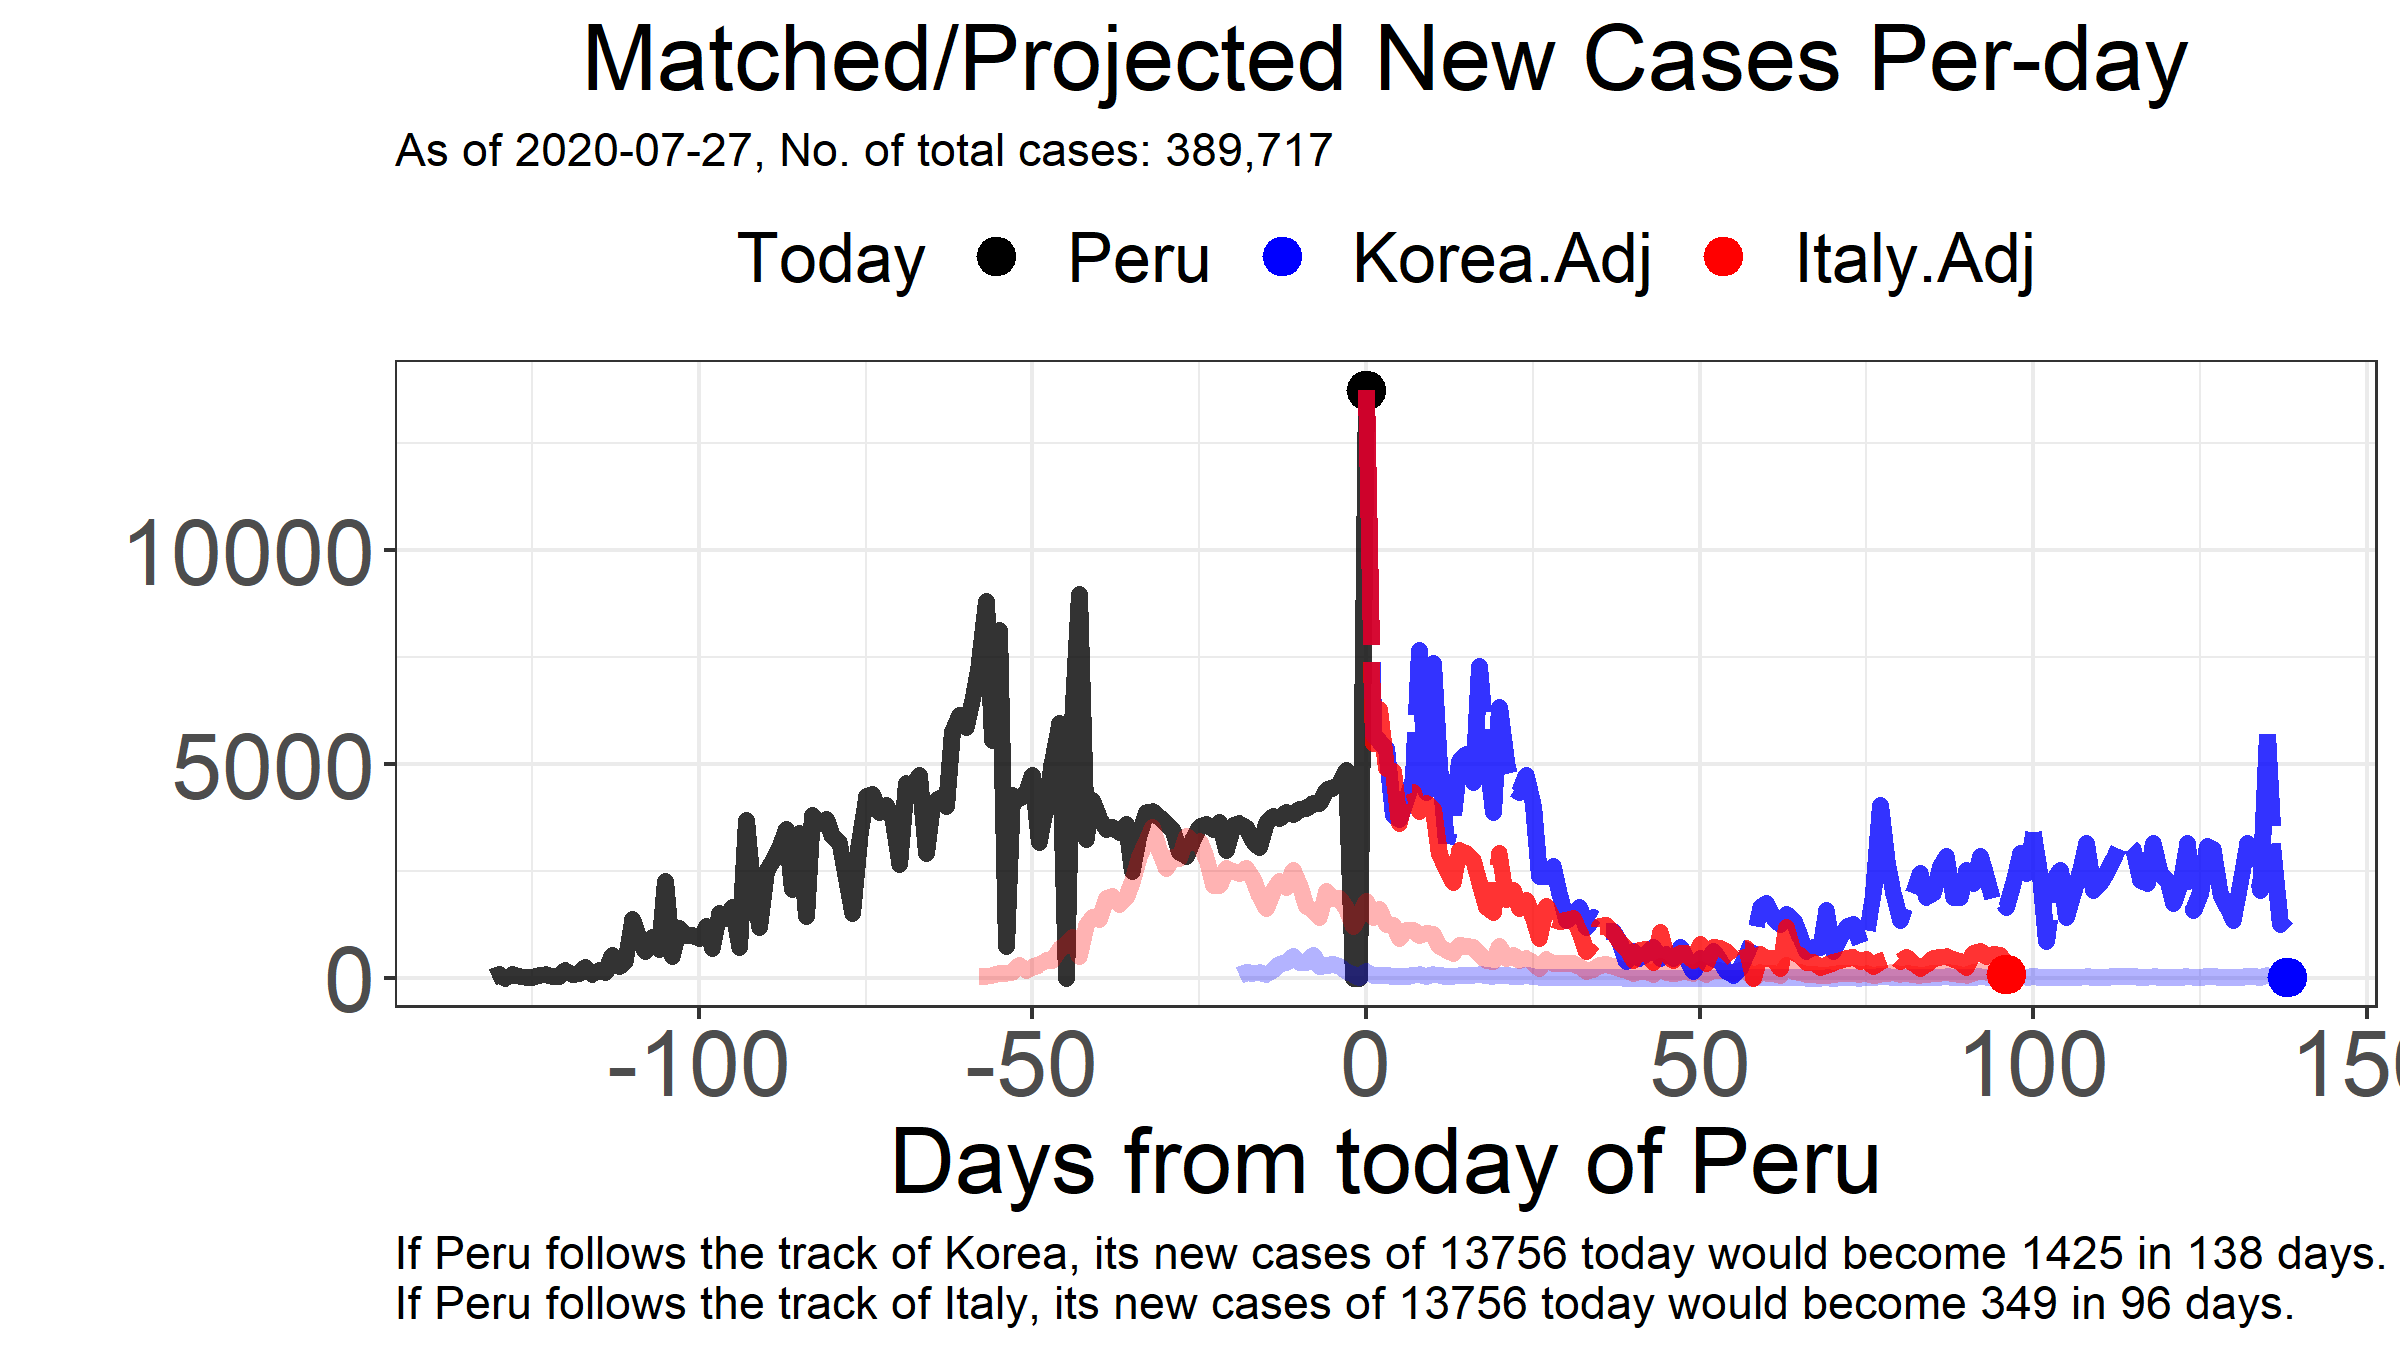 Matched/Projected New Cases Per-day
As of 2020-07-27, No. of total cases: 389,717
Today Peru Korea.Adj Italy.Adj
10000
5000
0
-100 -50 0 50 100 150
Days from today of Peru
If Peru follows the track of Korea, its new cases of 13756 today would become 1425 in 138 days.
If Peru follows the track of Italy, its new cases of 13756 today would become 349 in 96 days.